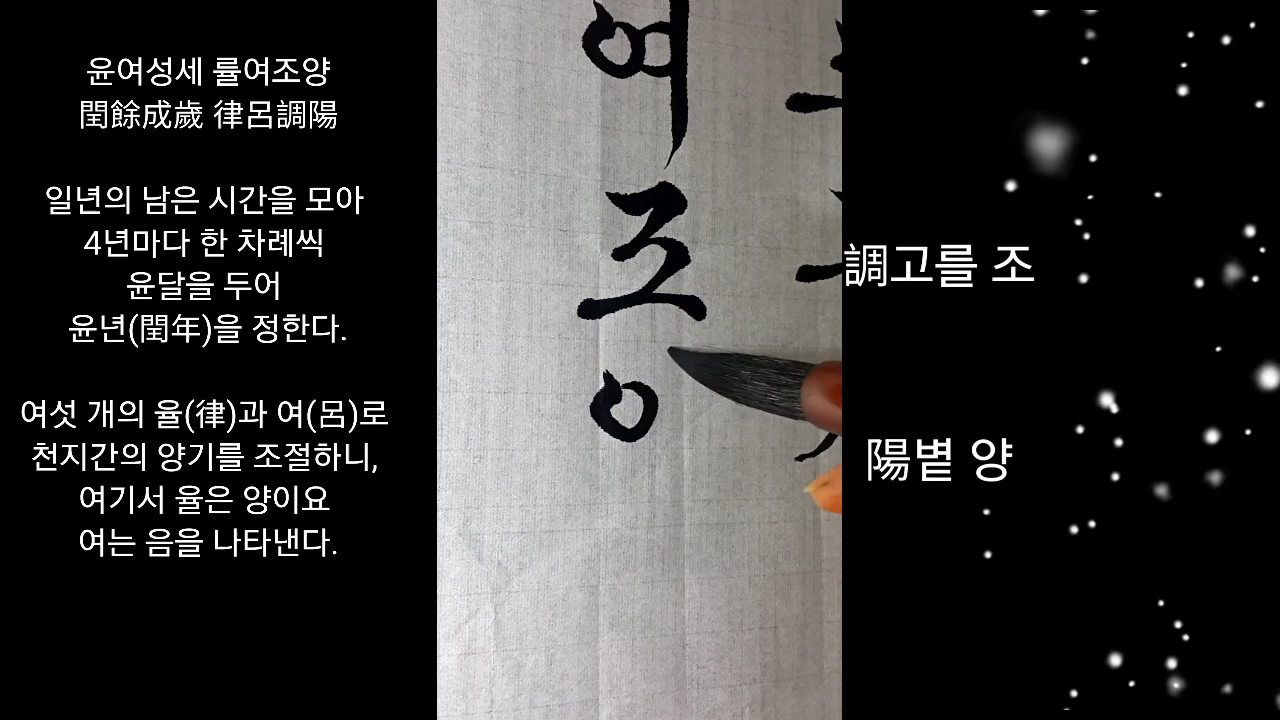 윤여성세 률여조양
閏餘成歲 律呂調陽
일년의 남은 시간을 모아
4년마다 한 차례씩
윤달을 두어
윤년(閏年)을 정한다.
여섯 개의 율(律)과 여(呂)로
천지간의 양기를 조절하니,
여기서 율은 양이요
여는 음을 나타낸다.
여
조
調고를 조
陽볕 양